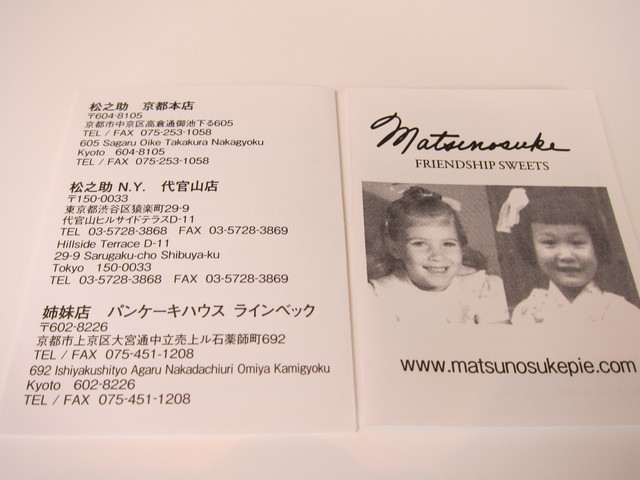 松之助 京都本店
〒604-8105
京都市中京区高倉通御池下る605
TEL / FAX 075-253-1058
605 Sagaru Oike Takakura Nakagyoku
Kyoto 604-8105
TEL / FAX 075-253-1058
松之助 N.Y. 代官山店
〒150-0033
東京都渋谷区猿楽町29-9
代官山ヒルサイドテラスD-11
TEL 03-5728-3868 FAX 03-5728-3869
Hillside Terrace D-11
29-9 Sarugaku-cho Shibuya-ku
Tokyo 150-0033
TEL 03-5728-3868 FAX 03-5728-3869
姉妹店 パンケーキハウス ラインベック
〒602-8226
京都市上京区大宮通中立売上ル石薬師町692
TEL / FAX 075-451-1208
692 Ishiyakushityo Agaru Nakadachiuri Omiya Kamigyoku
Kyoto 602-8226
TEL / FAX 075-451-1208
Matsunosuke
FRIENDSHIP SWEETS
www.matsunosukepie.com